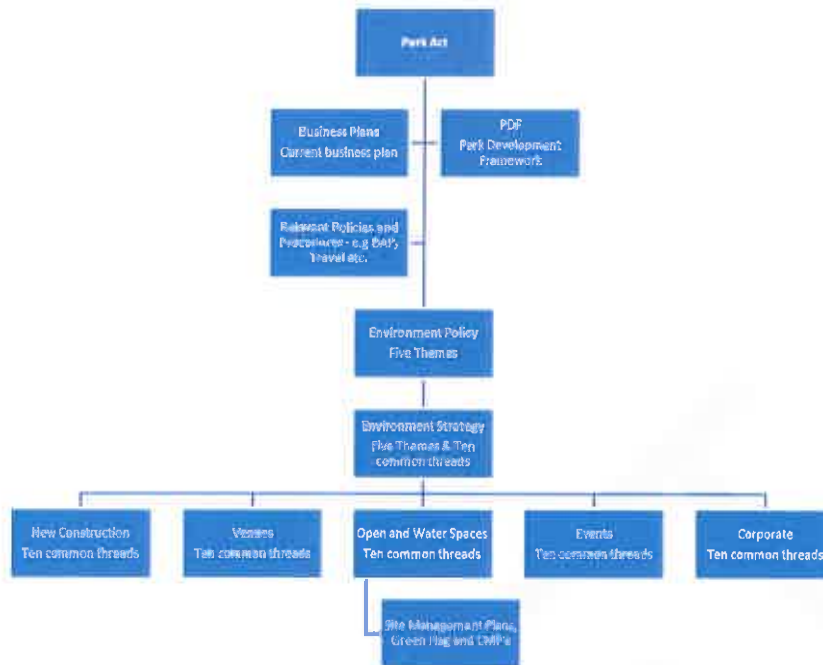 Park Act
Business Plans
Current business plan
PDF
Park Development
Framework
Relevant Policies and
Procedures - e.g BAP,
Travel etc.
Environment Policy
Five Themes
Environment Strategy
Five Themes & Ten
common threads
New Construction
Ten common threads
Venues
Ten common threads
Open and Water Spaces
Ten common threads
Events
Ten common threads
Corporate
Ten common threads
Site Management Plans,
Green Flag and CMP's